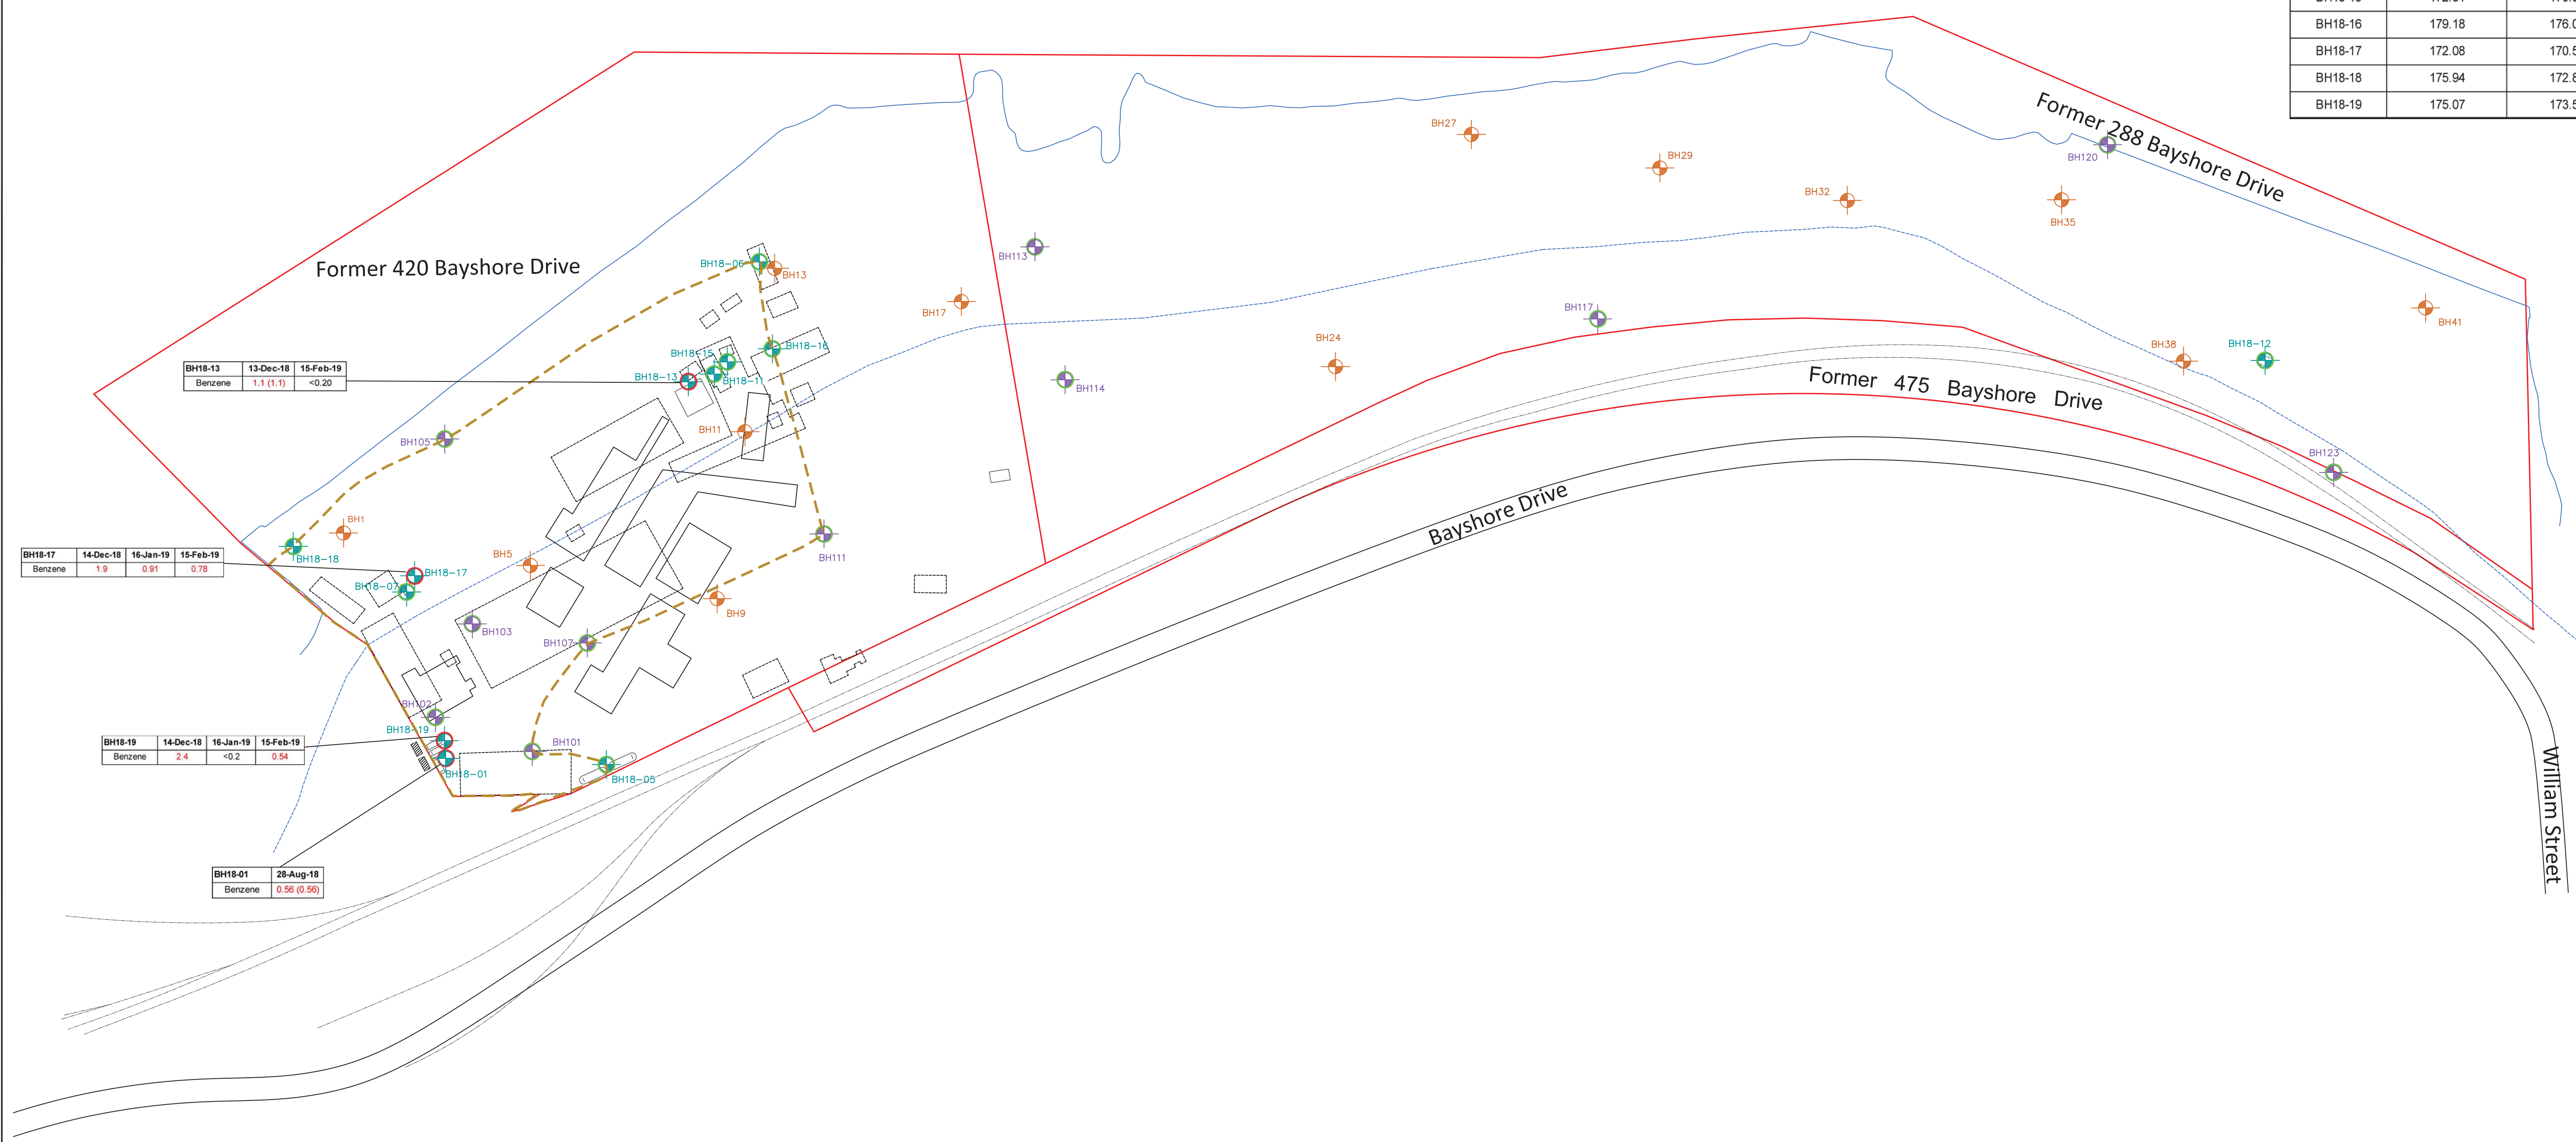 BH18-16 179.18
BH18-17 172.08
BH18-18 175.94
BH18-19 175.07
Former 288 Bayshore Drive
BH27
BH29
BH32
BH35
BH120
BH113
Former 420 Bayshore Drive
BH18-06
BH13
BH17
BH117
BH41
BH24
BH38
BH18-12
BH18-16
BH18-15
BH18-13
BH18-11
BH18-13 13-Dec-18 15-Feb-19
Benzene 1.1 (1.1) <0.20
BH114
Former 475 Bayshore Drive
BH11
BH105
BH123
Bayshore Drive
BH1
BH18-18
BH5
BH111
BH18-17 14-Dec-18 16-Jan-19 15-Feb-19
Benzene 1.9 0.91 0.78
BH18-17
BH18-07
BH9
BH103
BH107
BH102
BH18-19
BH101
BH18-19 14-Dec-18 16-Jan-19 15-Feb-19
Benzene 2.4 <0.2 0.54
BH18-01
BH18-05
William Street
BH18-01 28-Aug-18
Benzene 0.56 (0.56)